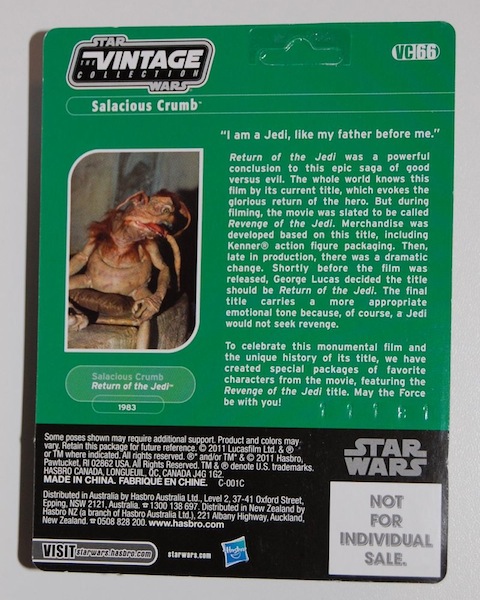 STAR
THE VINTAGE
COLLECTION
WARS
VC66
Salacious Crumb™
"I am a Jedi, like my father before me."
Return of the Jedi was a powerful
conclusion to this epic saga of good
versus evil. The whole world knows this
film by its current title, which evokes the
glorious return of the hero. But during
filming, the movie was slated to be called
Revenge of the Jedi. Merchandise was
developed based on this title, including
Kenner® action figure packaging. Then,
late in production, there was a dramatic
change. Shortly before the film was
released, George Lucas decided the title
should be Return of the Jedi. The final
title carries a more appropriate
emotional tone because, of course, a Jedi
would not seek revenge.
To celebrate this monumental film and
the unique history of its title, we have
created special packages of favorite
characters from the movie, featuring the
Revenge of the Jedi title. May the Force
be with you!
Salacious Crumb
Return of the Jedi™
1983
Some poses shown may require additional support. Product and colors may
vary. Retain this package for future reference. © 2011 Lucasfilm Ltd. & ®
or TM where indicated. All rights reserved. ®* and/or TM* & © 2011 Hasbro,
Pawtucket, RI 02862 USA. All Rights Reserved. TM & ® denote U.S. trademarks.
HASBRO CANADA, LONGUEUIL, QC, CANADA J4G 1G2.
MADE IN CHINA. FABRIQUÉ EN CHINE. C-001C
Distributed in Australia by Hasbro Australia Ltd., Level 2, 37-41 Oxford Street,
Epping, NSW 2121, Australia. ☎ 1300 138 697. Distributed in New Zealand by
Hasbro NZ (a branch of Hasbro Australia Ltd.), 221 Albany Highway, Auckland,
New Zealand. ☎ 0508 828 200. www.hasbro.com
STAR
WARS
NOT
FOR
INDIVIDUAL
SALE.
VISIT starwars.hasbro.com
starwars.com
Hasbro